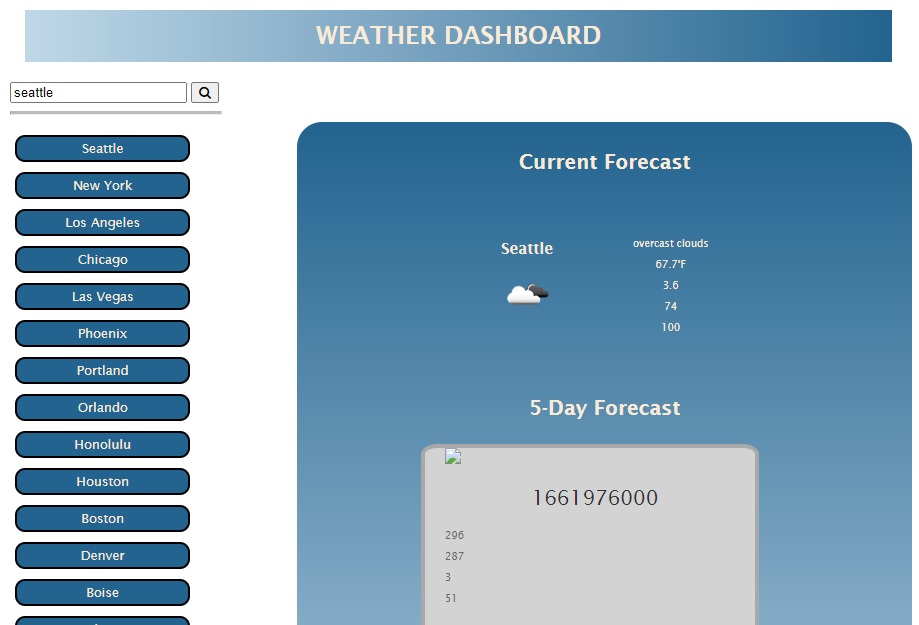 WEATHER DASHBOARD
seattle
Seattle
New York
Los Angeles
Chicago
Las Vegas
Phoenix
Portland
Orlando
Honolulu
Houston
Boston
Denver
Boise
Current Forecast
Seattle
overcast clouds
67.7°F
3.6
74
100
5-Day Forecast
1661976000
296
287
3
51